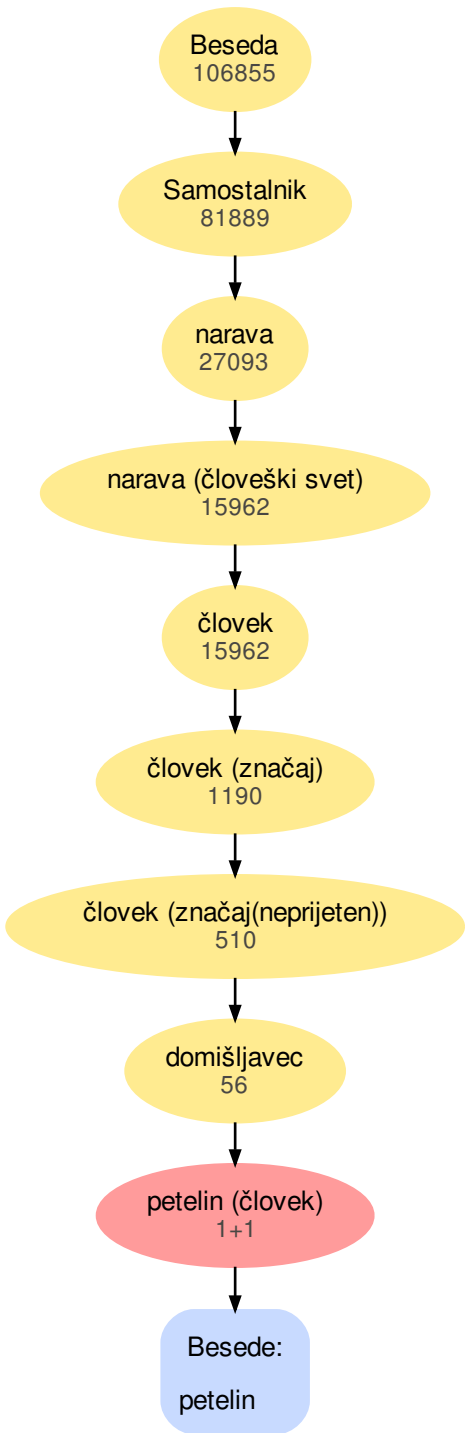 Beseda
106855
Samostalnik
81889
narava
27093
narava (človeški svet)
15962
človek
15962
človek (značaj)
1190
človek (značaj(neprijeten))
510
domišljavec
56
petelin (človek)
1+1
Besede:
petelin